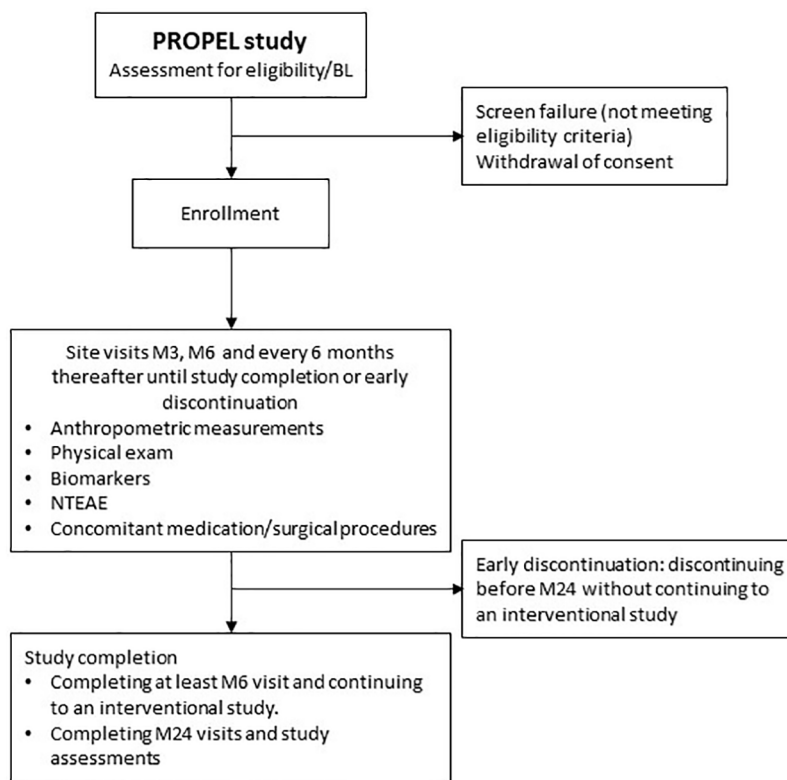 PROPEL study
Assessment for eligibility/BL
Screen failure (not meeting
eligibility criteria)
Withdrawal of consent
Enrollment
Site visits M3, M6 and every 6 months
thereafter until study completion or early
discontinuation
• Anthropometric measurements
• Physical exam
• Biomarkers
• NTEAE
• Concomitant medication/surgical procedures
Early discontinuation: discontinuing
before M24 without continuing to
an interventional study
Study completion
• Completing at least M6 visit and continuing
to an interventional study.
• Completing M24 visits and study
assessments